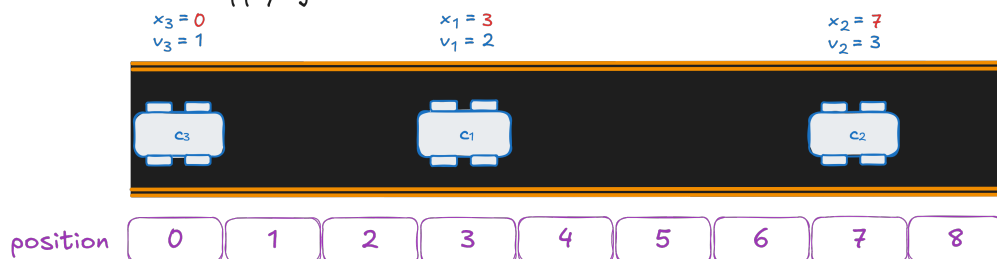 x₃ = 0 x₁ = 3 x₂ = 7
v₃ = 1 v₁ = 2 v₂ = 3
c₃ c₁ c₂
position 0 1 2 3 4 5 6 7 8